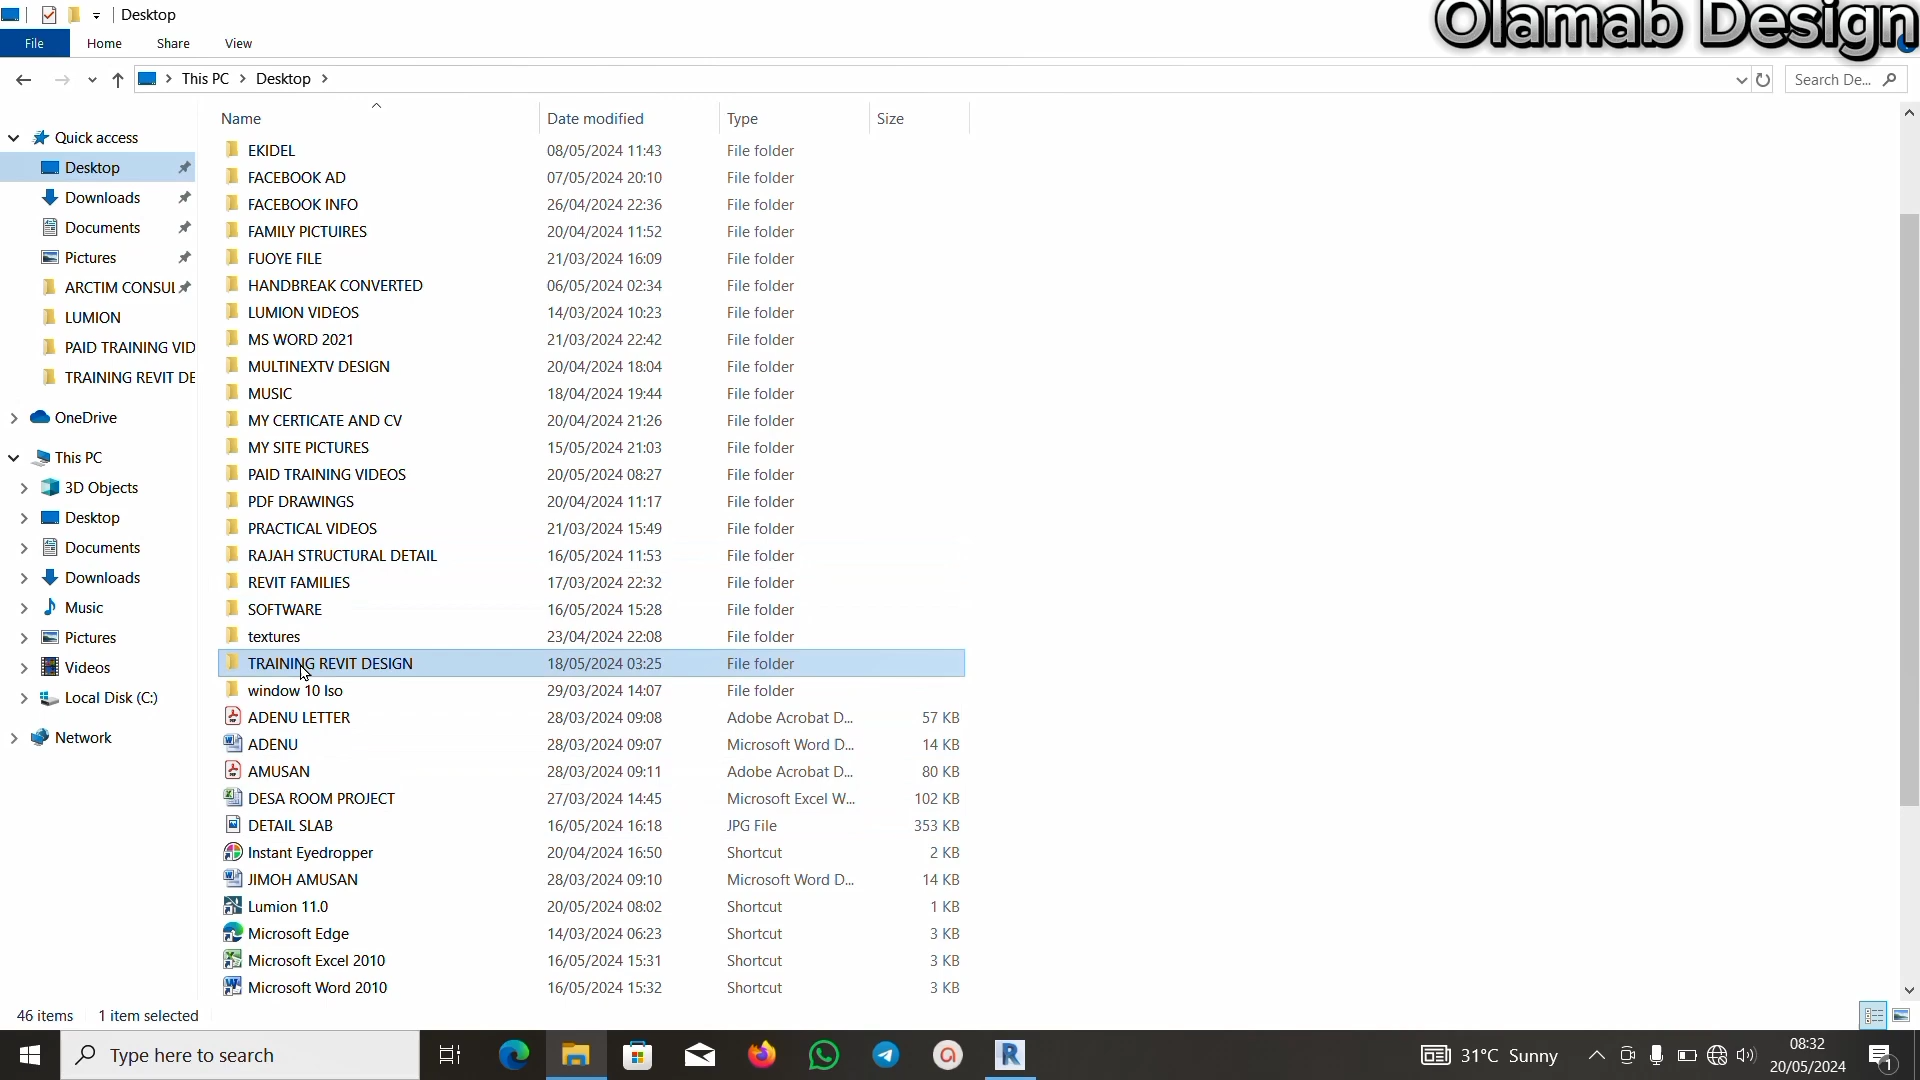 Desktop
Olamab Design
File Home Share View
This PC Desktop
Search De...
Name Date modified Type Size
Quick access
Desktop
Downloads
Documents
Pictures
ARCTIM CONSUL
LUMION
PAID TRAINING VID
TRAINING REVIT DE
OneDrive
This PC
3D Objects
Desktop
Documents
Downloads
Music
Pictures
Videos
Local Disk (C:)
Network
EKIDEL 08/05/2024 11:43 File folder
FACEBOOK AD 07/05/2024 20:10 File folder
FACEBOOK INFO 26/04/2024 22:36 File folder
FAMILY PICTUIRES 20/04/2024 11:52 File folder
FUOYE FILE 21/03/2024 16:09 File folder
HANDBREAK CONVERTED 06/05/2024 02:34 File folder
LUMION VIDEOS 14/03/2024 10:23 File folder
MS WORD 2021 21/03/2024 22:42 File folder
MULTINEXTV DESIGN 20/04/2024 18:04 File folder
MUSIC 18/04/2024 19:44 File folder
MY CERTICATE AND CV 20/04/2024 21:26 File folder
MY SITE PICTURES 15/05/2024 21:03 File folder
PAID TRAINING VIDEOS 20/05/2024 08:27 File folder
PDF DRAWINGS 20/04/2024 11:17 File folder
PRACTICAL VIDEOS 21/03/2024 15:49 File folder
RAJAH STRUCTURAL DETAIL 16/05/2024 11:53 File folder
REVIT FAMILIES 17/03/2024 22:32 File folder
SOFTWARE 16/05/2024 15:28 File folder
textures 23/04/2024 22:08 File folder
TRAINING REVIT DESIGN 18/05/2024 03:25 File folder
window 10 Iso 29/03/2024 14:07 File folder
ADENU LETTER 28/03/2024 09:08 Adobe Acrobat D... 57 KB
ADENU 28/03/2024 09:07 Microsoft Word D... 14 KB
AMUSAN 28/03/2024 09:11 Adobe Acrobat D... 80 KB
DESA ROOM PROJECT 27/03/2024 14:45 Microsoft Excel W... 102 KB
DETAIL SLAB 16/05/2024 16:18 JPG File 353 KB
Instant Eyedropper 20/04/2024 16:50 Shortcut 2 KB
JIMOH AMUSAN 28/03/2024 09:10 Microsoft Word D... 14 KB
Lumion 11.0 20/05/2024 08:02 Shortcut 1 KB
Microsoft Edge 14/03/2024 06:23 Shortcut 3 KB
Microsoft Excel 2010 16/05/2024 15:31 Shortcut 3 KB
Microsoft Word 2010 16/05/2024 15:32 Shortcut 3 KB
46 items 1 item selected
Type here to search
31°C Sunny
08:32
20/05/2024
1